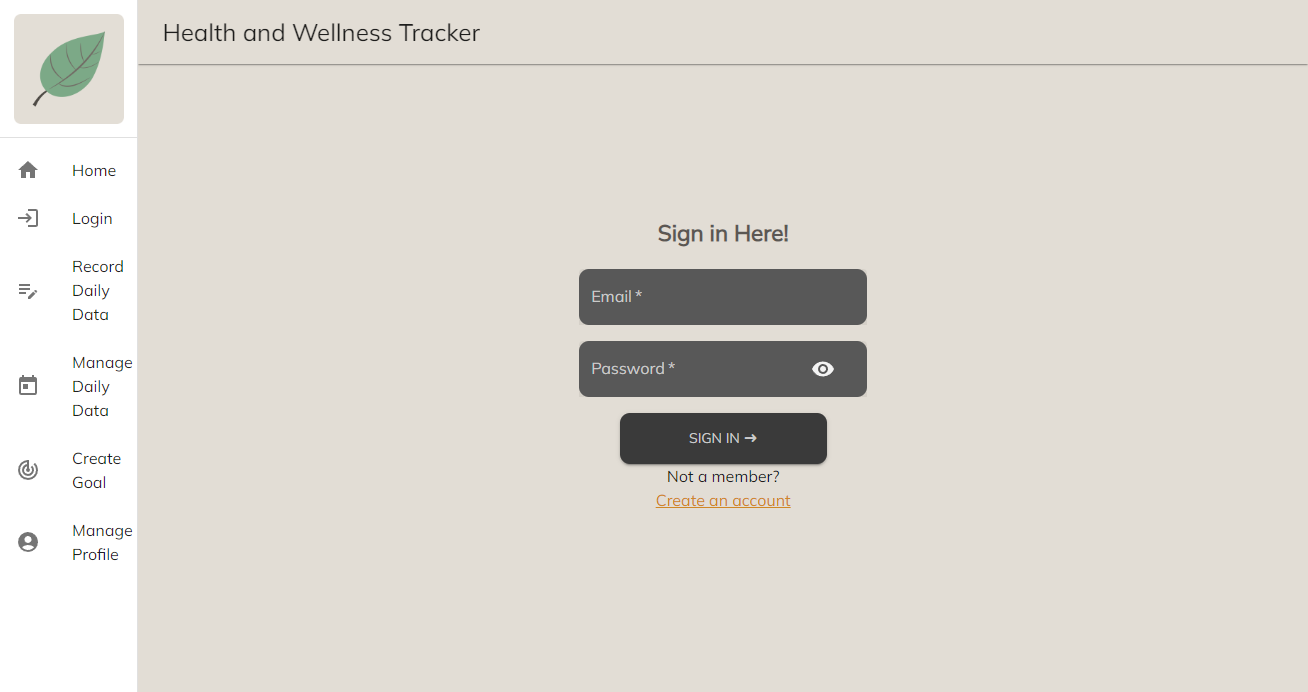 Health and Wellness Tracker
Home
Login
Record
Daily
Data
Manage
Daily
Data
Create
Goal
Manage
Profile
Sign in Here!
Email *
Password *
SIGN IN ➜
Not a member?
Create an account